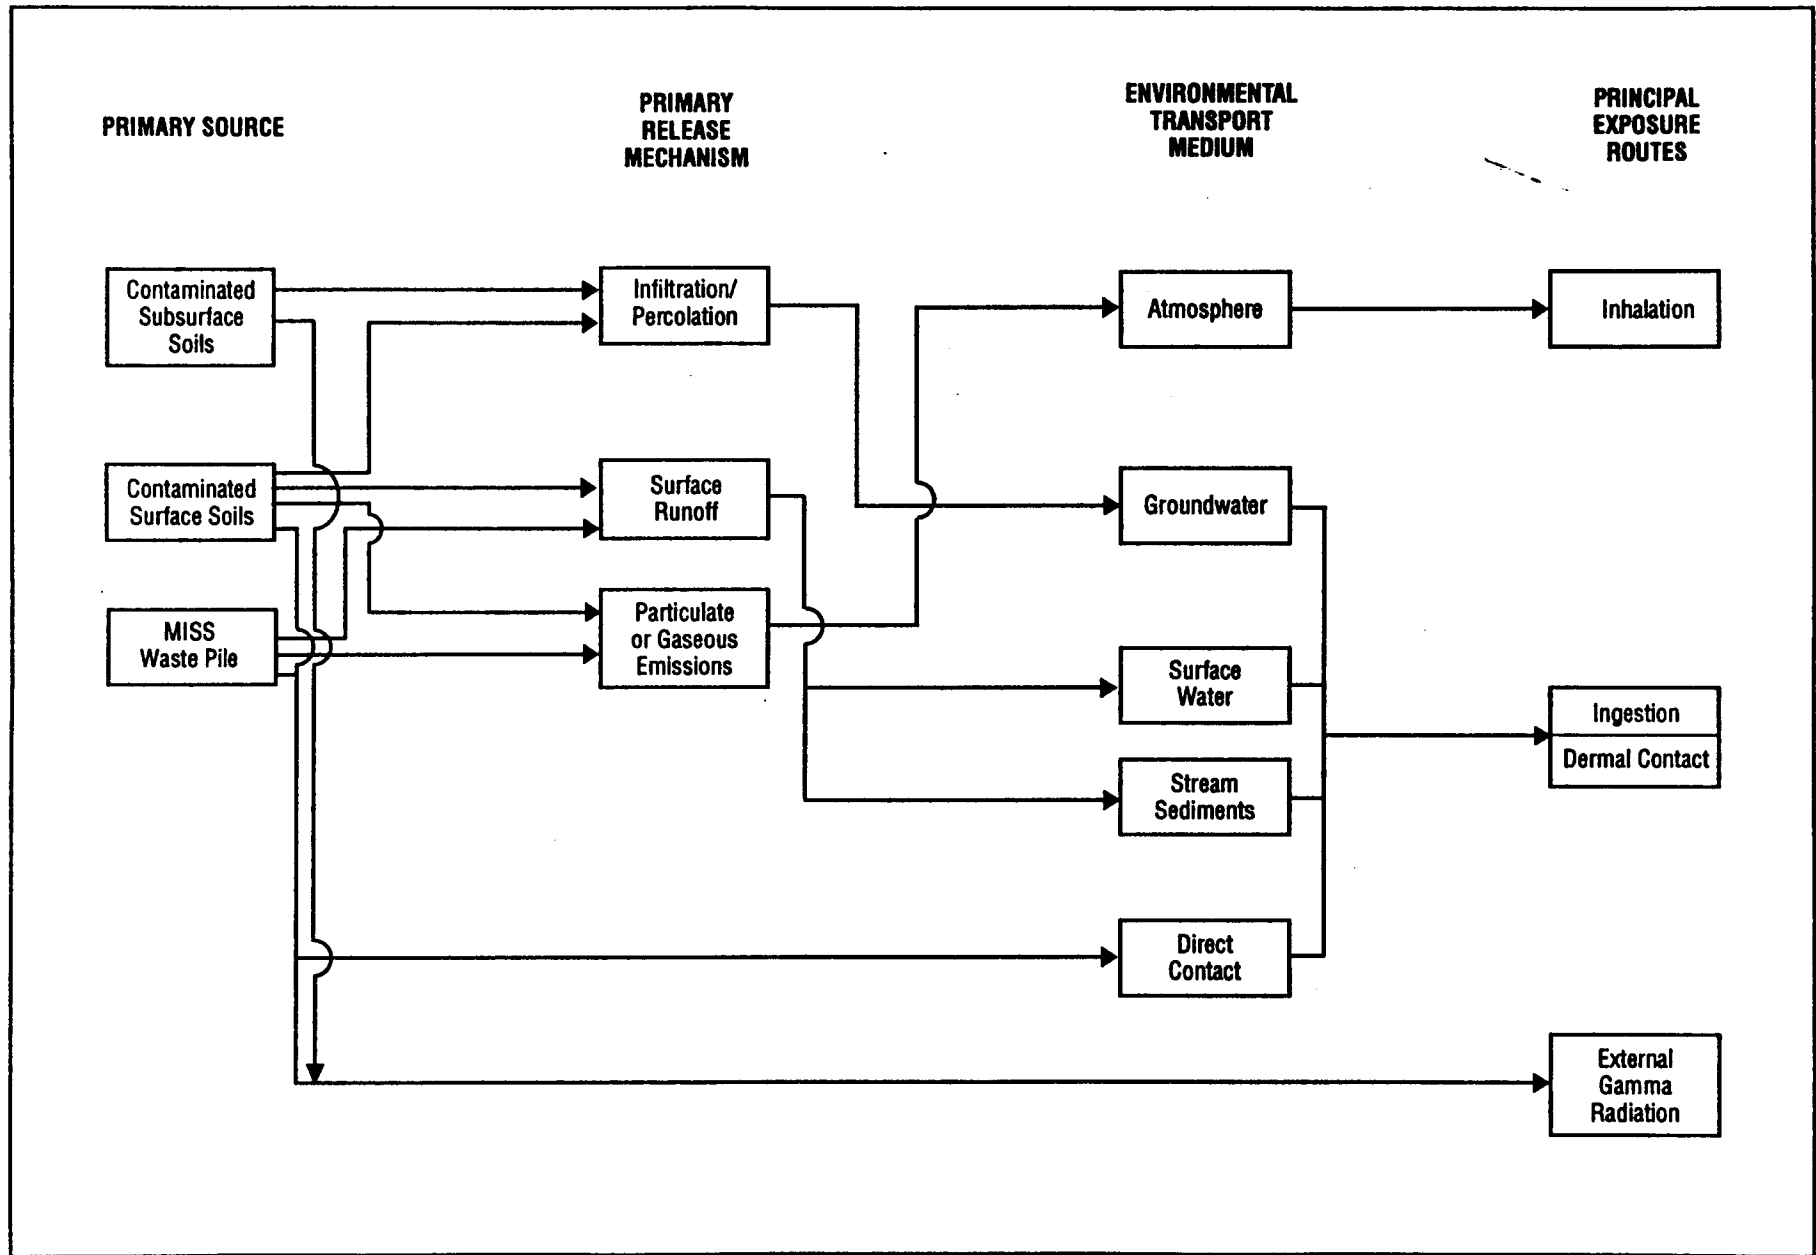 PRIMARY SOURCE
PRIMARY
RELEASE
MECHANISM
ENVIRONMENTAL
TRANSPORT
MEDIUM
PRINCIPAL
EXPOSURE
ROUTES
Contaminated
Subsurface
Soils
Infiltration/
Percolation
Atmosphere
Inhalation
Contaminated
Surface Soils
Surface
Runoff
Groundwater
MISS
Waste Pile
Particulate
or Gaseous
Emissions
Surface
Water
Ingestion
Dermal Contact
Stream
Sediments
Direct
Contact
External
Gamma
Radiation